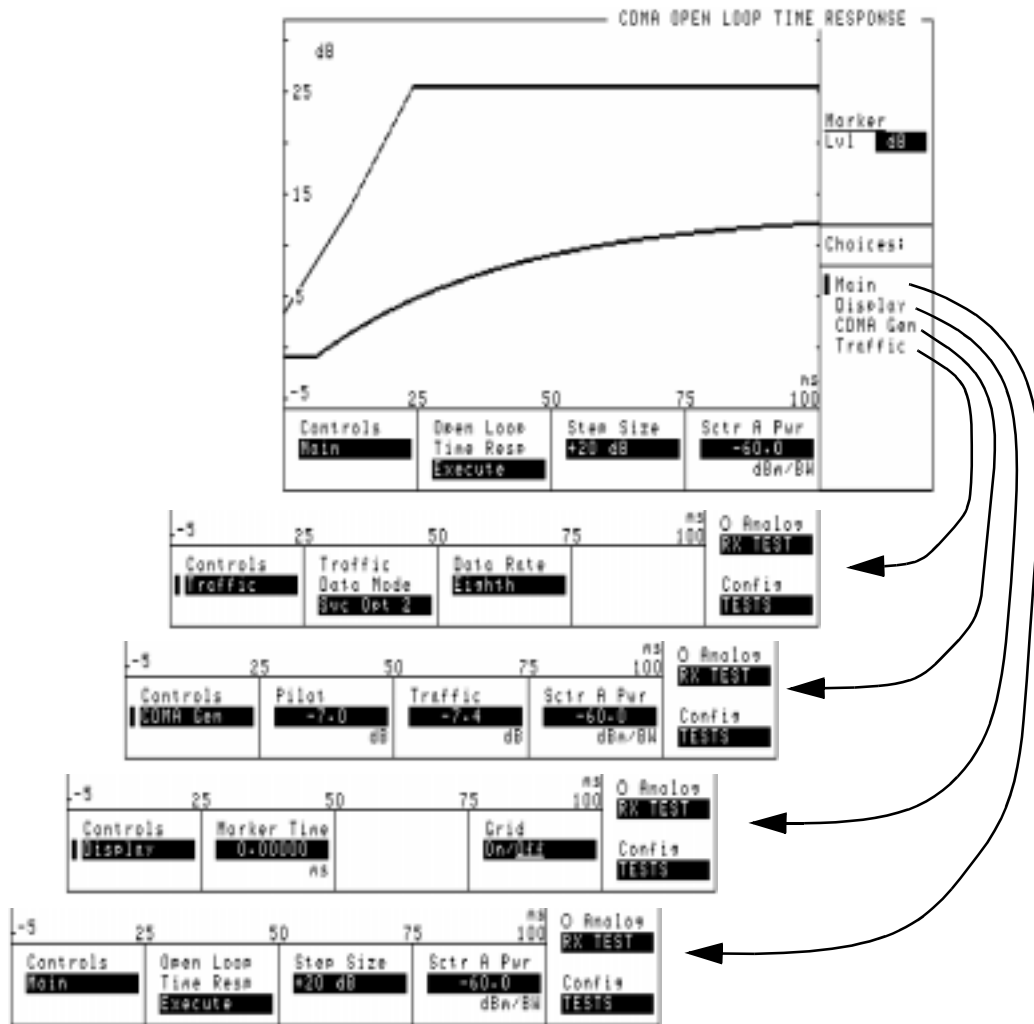 CDMA OPEN LOOP TIME RESPONSE
dB
25
15
5
-5
25
50
75
ms
100
Marker
Lvl dB
Choices:
Main
Display
CDMA Gen
Traffic
Controls
Main
Open Loop
Time Resp
Execute
Step Size
+20 dB
Sctr A Pwr
-60.0
dBm/BW
-5
25
50
75
ms
100
Controls
Traffic
Traffic
Data Mode
Svc Opt 2
Data Rate
Eighth
O Analog
RX TEST
Config
TESTS
-5
25
50
75
ms
100
Controls
CDMA Gen
Pilot
-7.0
dB
Traffic
-7.4
dB
Sctr A Pwr
-60.0
dBm/BW
O Analog
RX TEST
Config
TESTS
-5
25
50
75
ms
100
Controls
Display
Marker Time
0.00000
ms
Grid
On/Off
O Analog
RX TEST
Config
TESTS
-5
25
50
75
ms
100
Controls
Main
Open Loop
Time Resp
Execute
Step Size
+20 dB
Sctr A Pwr
-60.0
dBm/BW
O Analog
RX TEST
Config
TESTS